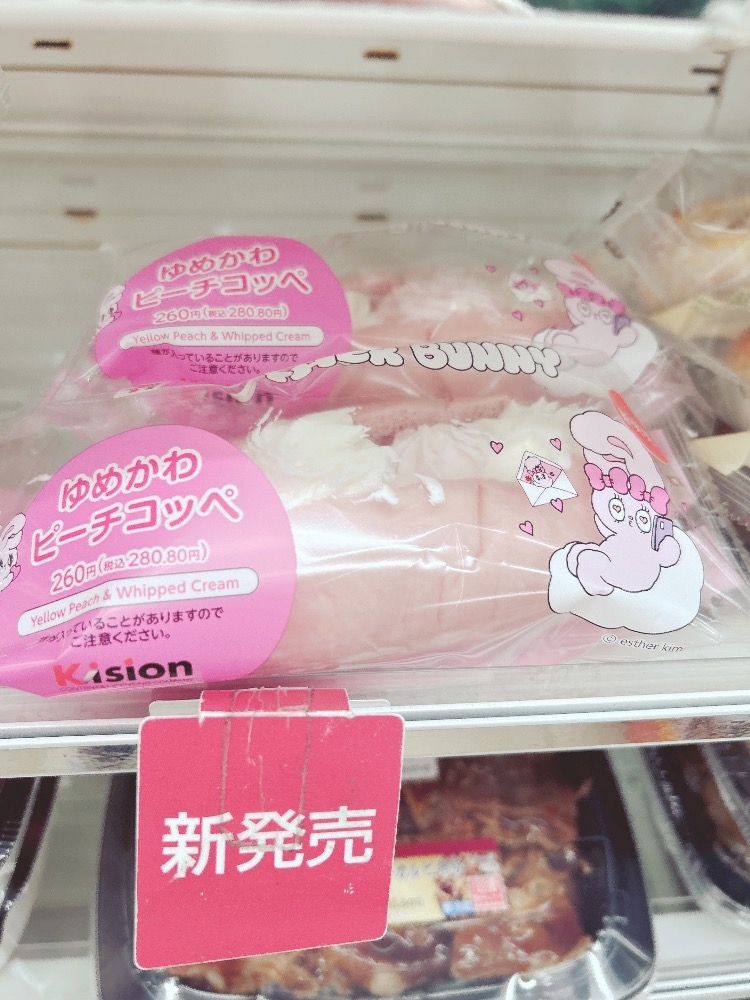 ゆめかわ
ピーチコッペ
260円(税込280.80円)
Yellow Peach & Whipped Cream
入っていることがありますので
ご注意ください。
BUNNY
ision
ゆめかわ
ピーチコッペ
260円(税込280.80円)
Yellow Peach & Whipped Cream
入っていることがありますので
ご注意ください。
Kision
© esther kim
新発売